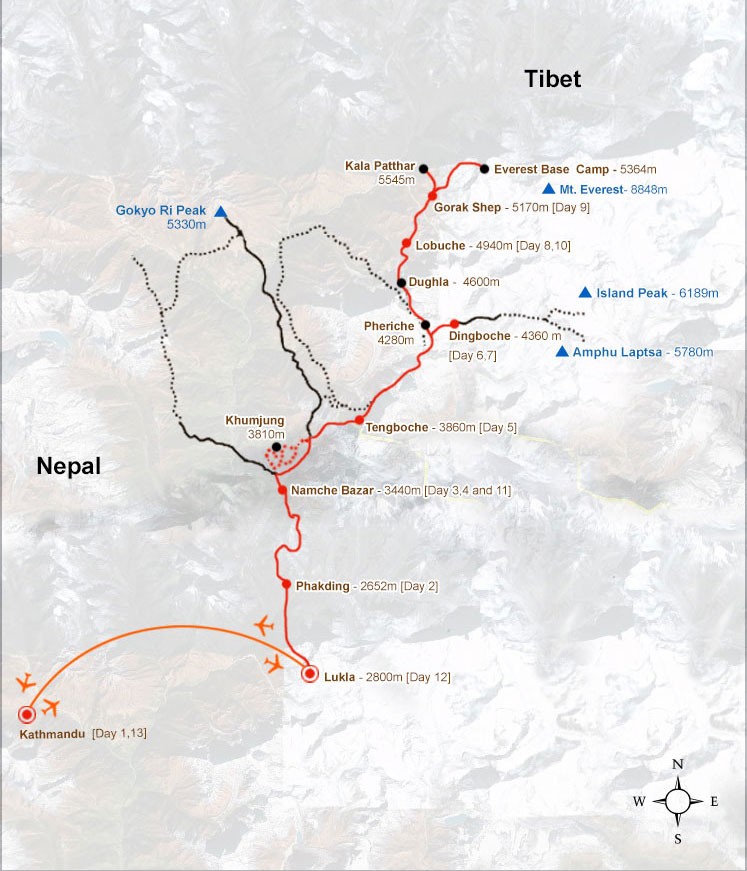 Tibet
Kala Patthar
5545m
Everest Base Camp - 5364m
Mt. Everest- 8848m
Gokyo Ri Peak
5330m
Gorak Shep - 5170m [Day 9]
Lobuche - 4940m [Day 8,10]
Dughla - 4600m
Island Peak - 6189m
Pheriche
4280m
Dingboche - 4360 m
[Day 6,7]
Amphu Laptsa - 5780m
Khumjung
3810m
Tengboche - 3860m [Day 5]
Nepal
Namche Bazar - 3440m [Day 3,4 and 11]
Phakding - 2652m [Day 2]
Lukla - 2800m [Day 12]
Kathmandu [Day 1,13]
N
W E
S